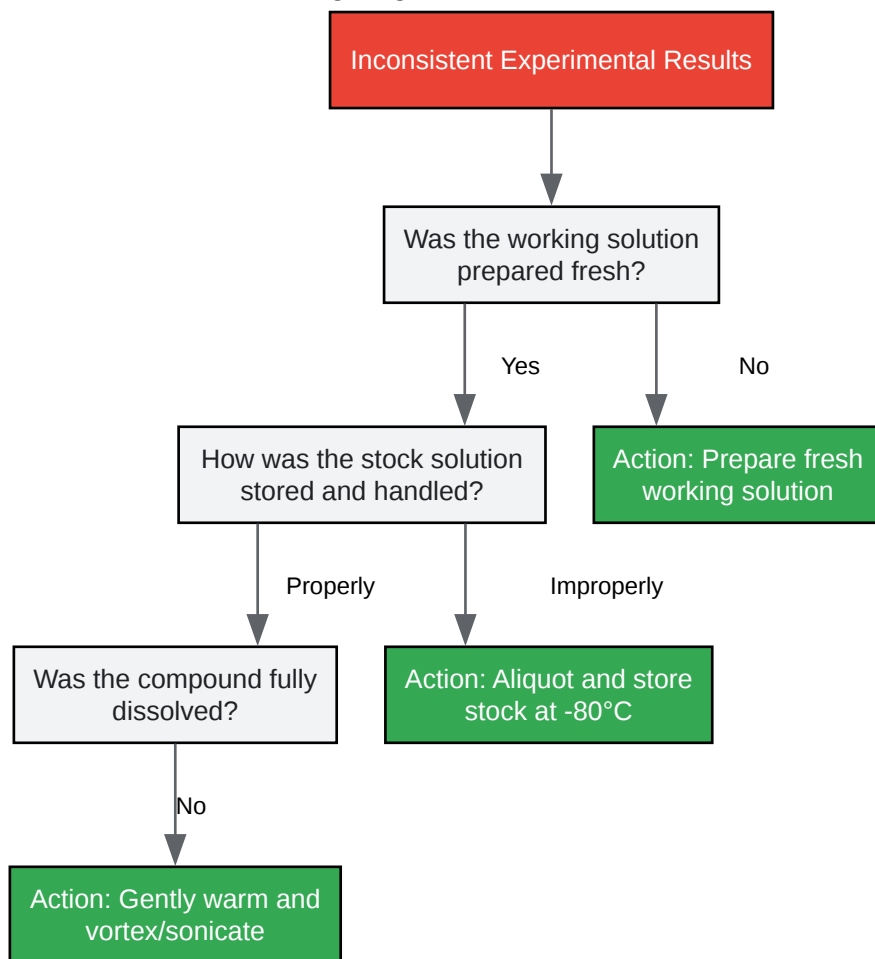 Inconsistent Experimental Results
Was the working solution
prepared fresh?
Yes
No
How was the stock solution
stored and handled?
Action: Prepare fresh
working solution
Properly
Improperly
Was the compound fully
dissolved?
Action: Aliquot and store
stock at -80°C
No
Action: Gently warm and
vortex/sonicate